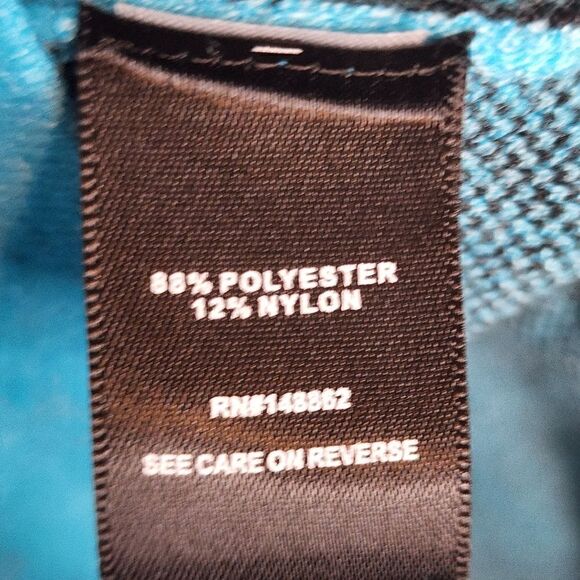 88% POLYESTER
12% NYLON
RN#148862
SEE CARE ON REVERSE